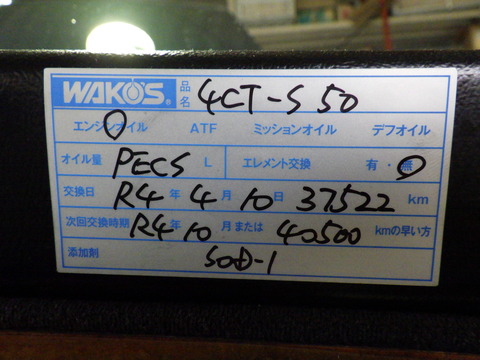 WAKO'S® 品名 4CT-S 50
エンジンオイル ATF ミッションオイル デフオイル
オイル量 PECS L エレメント交換 有・無
交換日 R4 年 4 月 10 日 37522 km
次回交換時期 R4 年 10 月または 40500 kmの早い方
添加剤 SOD-1